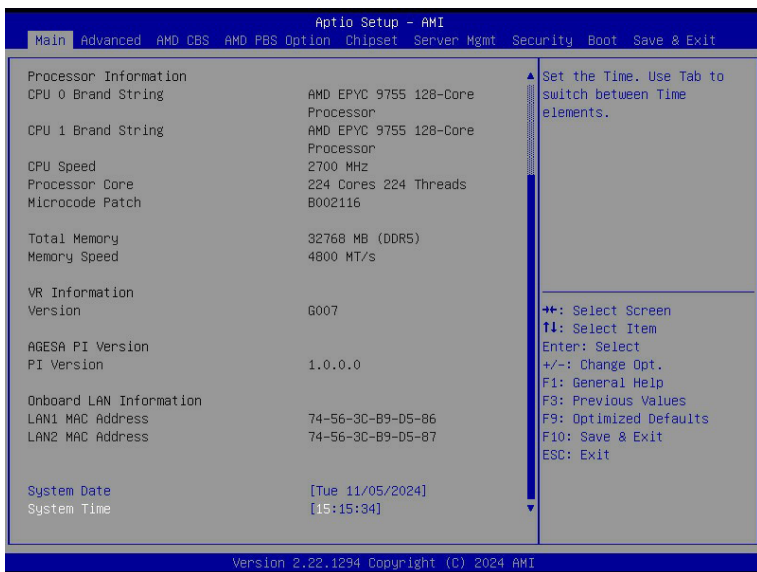 Aptio Setup - AMI
Main Advanced AMD CBS AMD PBS Option Chipset Server Mgmt Security Boot Save & Exit
Processor Information
CPU 0 Brand String AMD EPYC 9755 128-Core
Processor
CPU 1 Brand String AMD EPYC 9755 128-Core
Processor
CPU Speed 2700 MHz
Processor Core 224 Cores 224 Threads
Microcode Patch B002116
Total Memory 32768 MB (DDR5)
Memory Speed 4800 MT/s
VR Information
Version G007
AGESA PI Version
PI Version 1.0.0.0
Onboard LAN Information
LAN1 MAC Address 74-56-3C-B9-D5-86
LAN2 MAC Address 74-56-3C-B9-D5-87
System Date [Tue 11/05/2024]
System Time [15:15:34]
Set the Time. Use Tab to
switch between Time
elements.
→←: Select Screen
↑↓: Select Item
Enter: Select
+/-: Change Opt.
F1: General Help
F3: Previous Values
F9: Optimized Defaults
F10: Save & Exit
ESC: Exit
Version 2.22.1294 Copyright (C) 2024 AMI